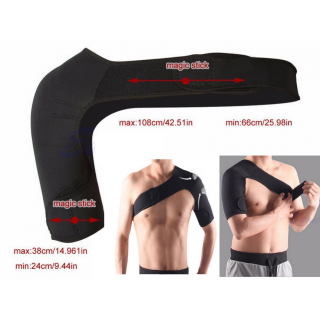 magic stick
max:108cm/42.51in
min:66cm/25.98in
magic stick
max:38cm/14.961in
min:24cm/9.44in